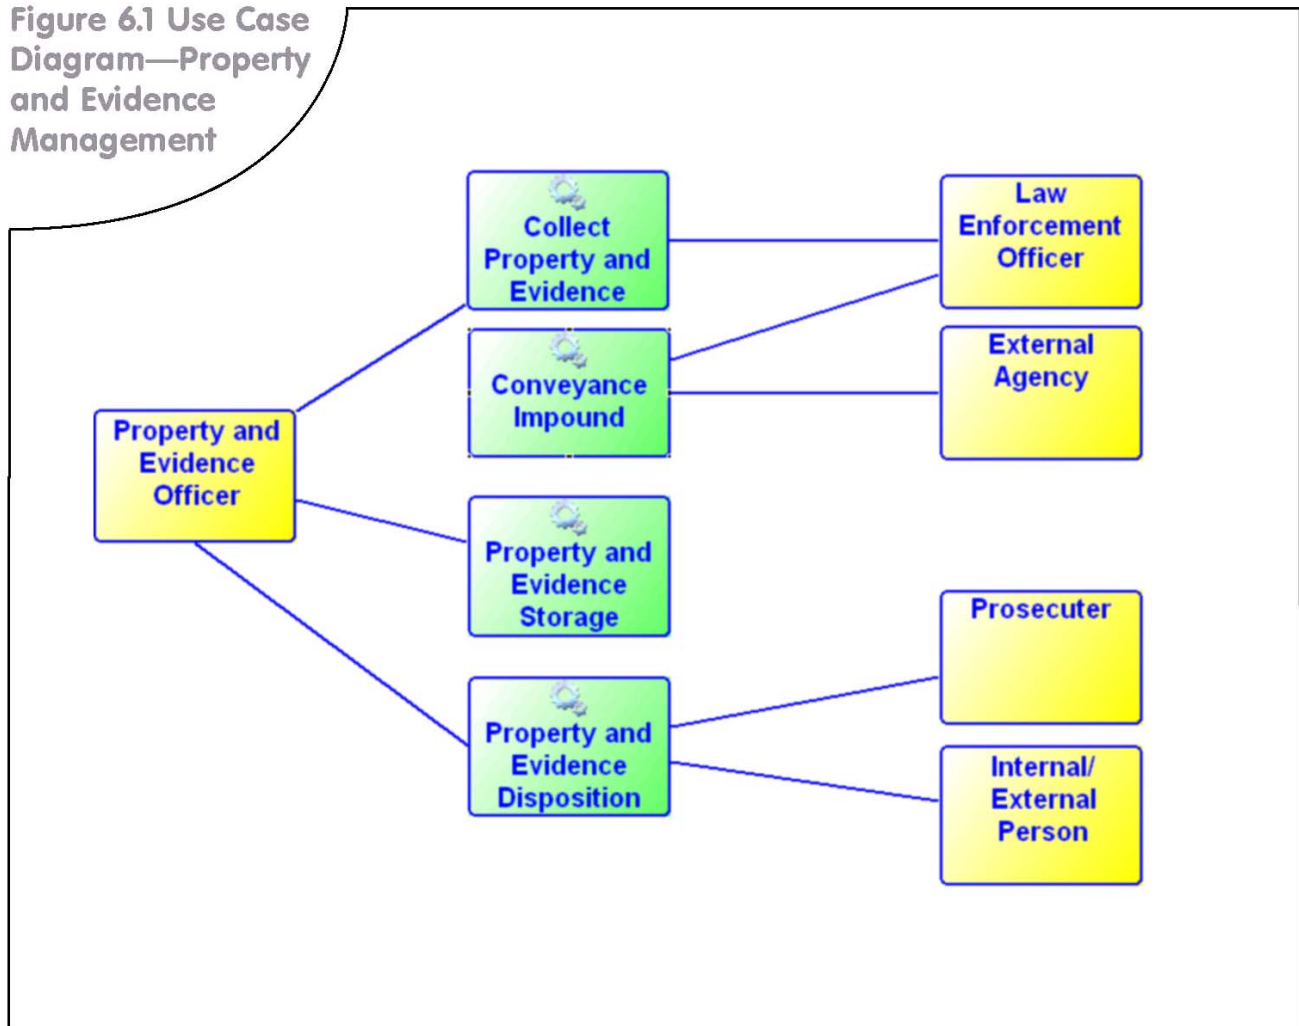 Figure 6.1 Use Case
Diagram—Property
and Evidence
Management
Collect
Property and
Evidence
Law
Enforcement
Officer
Conveyance
Impound
External
Agency
Property and
Evidence
Officer
Property and
Evidence
Storage
Prosecuter
Property and
Evidence
Disposition
Internal/
External
Person